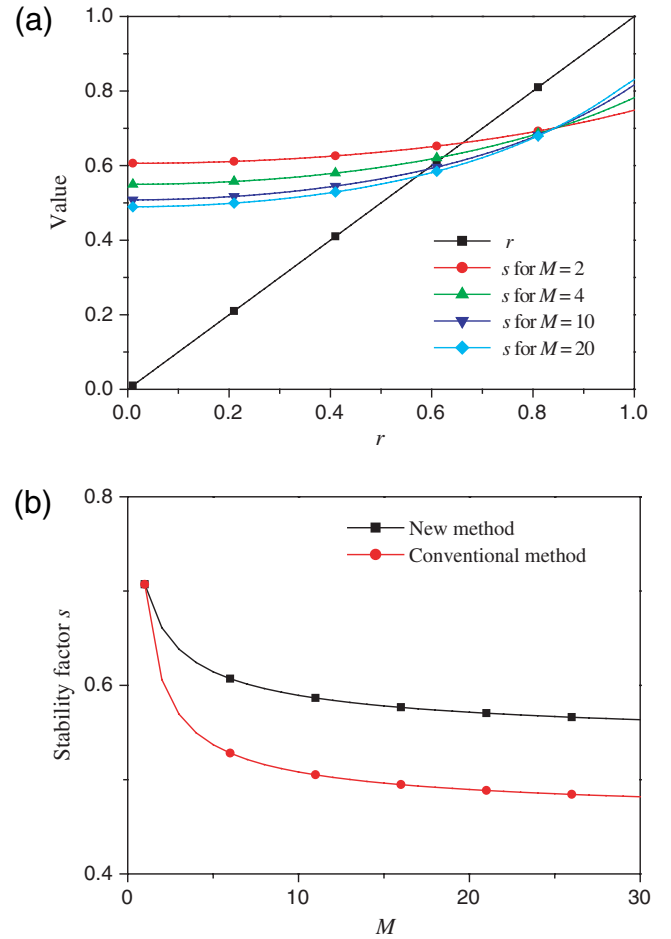 (a)
1.0
0.8
0.6
0.4
0.2
0.0
Value
r
s for M = 2
s for M = 4
s for M = 10
s for M = 20
0.0 0.2 0.4 0.6 0.8 1.0
r
(b)
0.8
0.6
0.4
Stability factor s
New method
Conventional method
0 10 20 30
M